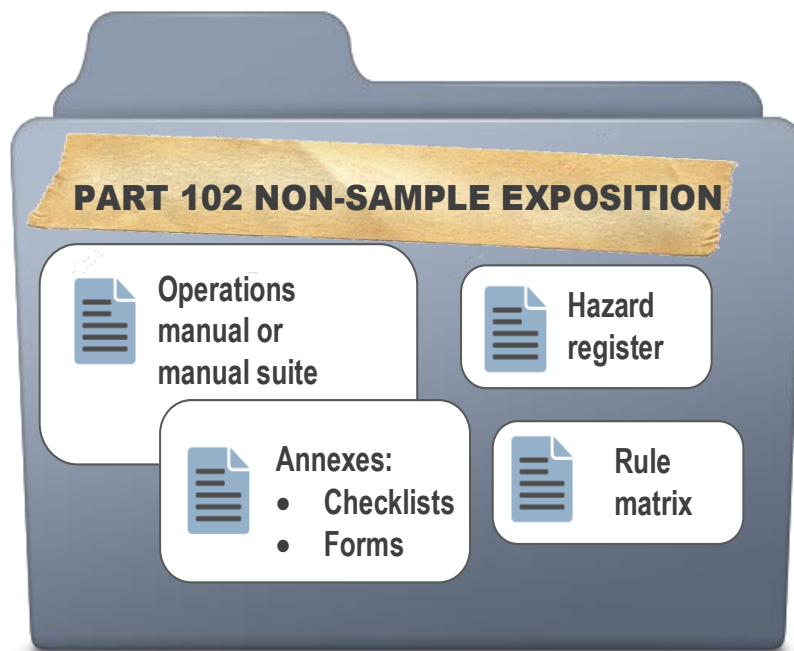 PART 102 NON-SAMPLE EXPOSITION
Operations
manual or
manual suite
Hazard
register
Annexes:
• Checklists
• Forms
Rule
matrix